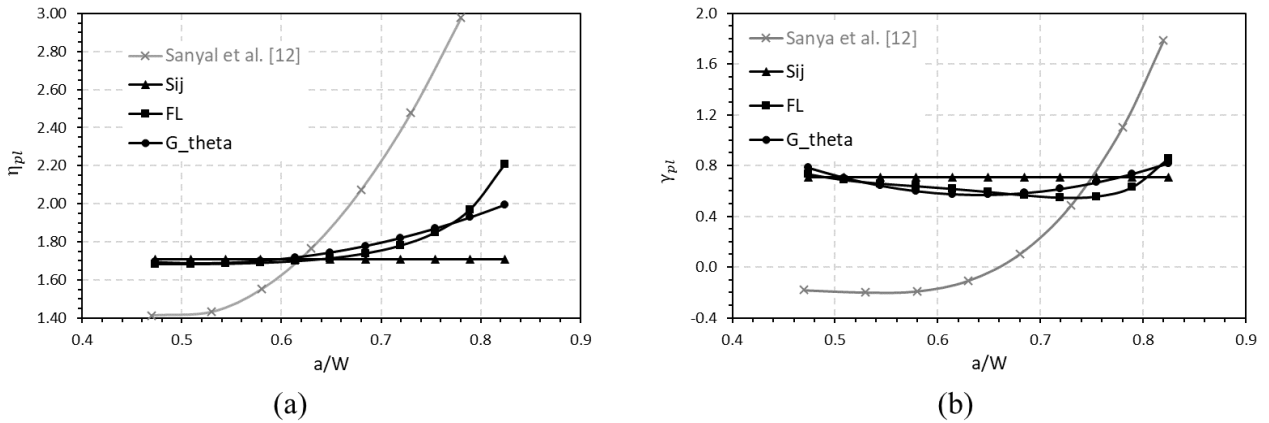 3.00
2.80
2.60
2.40
2.20
2.00
1.80
1.60
1.40
η_pl
Sanyal et al. [12]
Sij
FL
G_theta
0.4 0.5 0.6 0.7 0.8 0.9
a/W
(a)
2.0
1.6
1.2
0.8
0.4
0.0
-0.4
γ_pl
Sanya et al. [12]
Sij
FL
G_theta
0.4 0.5 0.6 0.7 0.8 0.9
a/W
(b)